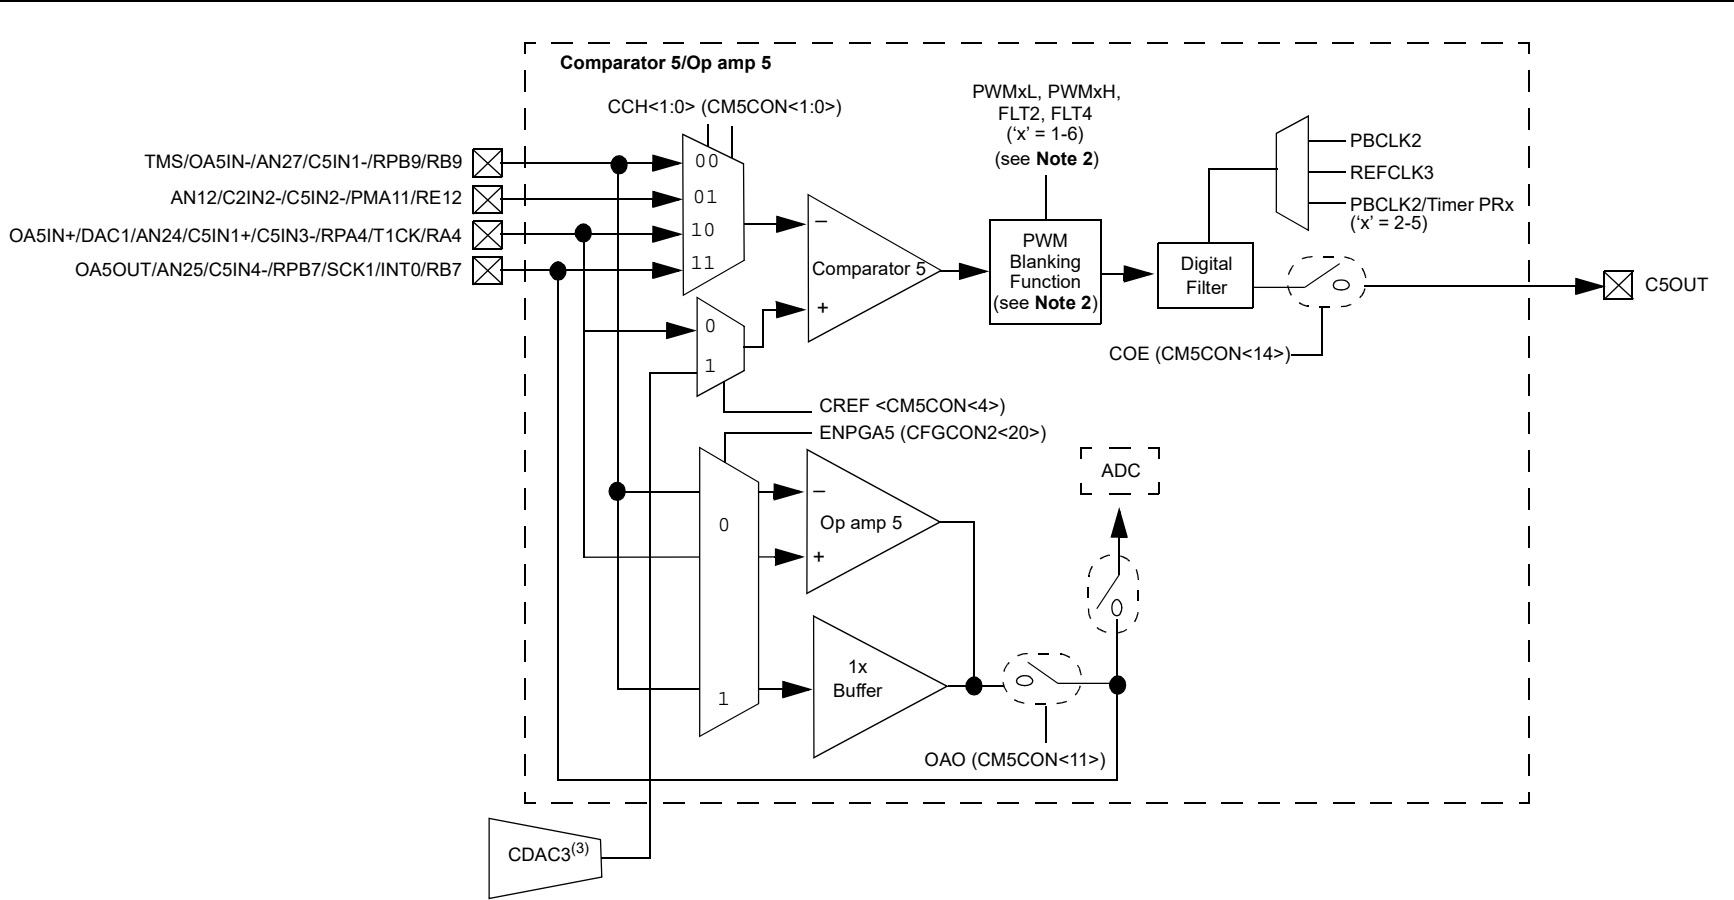 Comparator 5/Op amp 5
CCH<1:0> (CM5CON<1:0>)
PWMxL, PWMxH,
FLT2, FLT4
(‘x’ = 1-6)
(see Note 2)
TMS/OA5IN-/AN27/C5IN1-/RPB9/RB9
AN12/C2IN2-/C5IN2-/PMA11/RE12
OA5IN+/DAC1/AN24/C5IN1+/C5IN3-/RPA4/T1CK/RA4
OA5OUT/AN25/C5IN4-/RPB7/SCK1/INT0/RB7
00
01
10
11
0
1
–
Comparator 5
+
PWM
Blanking
Function
(see Note 2)
Digital
Filter
PBCLK2
REFCLK3
PBCLK2/Timer PRx
(‘x’ = 2-5)
C5OUT
COE (CM5CON<14>)
CREF <CM5CON<4>)
ENPGA5 (CFGCON2<20>)
0
1
–
Op amp 5
+
1x
Buffer
ADC
OAO (CM5CON<11>)
CDAC3(3)